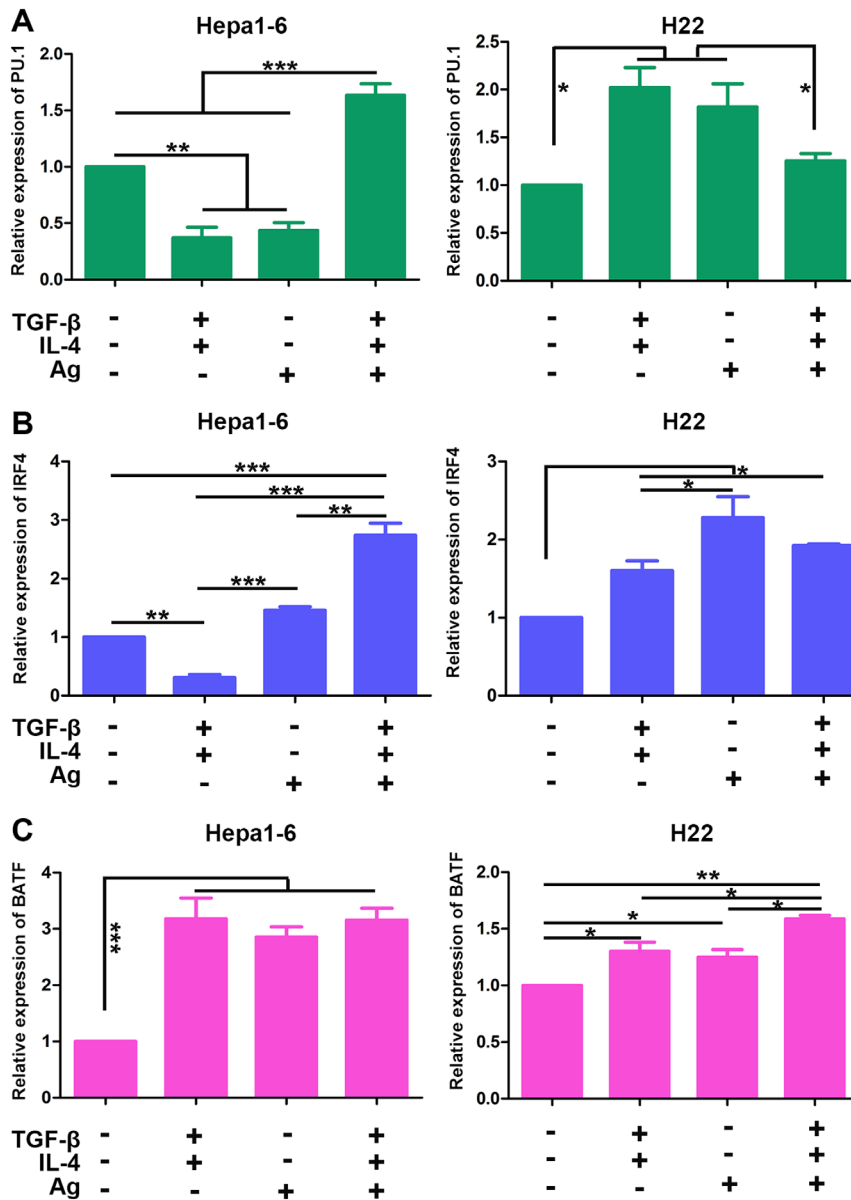 A
Hepa1-6
H22
Relative expression of PU.1
2.0
1.5
1.0
0.5
0.0
***
**
Relative expression of PU.1
2.5
2.0
1.5
1.0
0.5
0.0
*
*
TGF-β - + - + - + - +
IL-4 - + - + - + - +
Ag - - + + - - + +
B
Hepa1-6
H22
Relative expression of IRF4
4
3
2
1
0
***
***
**
***
**
Relative expression of IRF4
3
2
1
0
*
*
TGF-β - + - + - + - +
IL-4 - + - + - + - +
Ag - - + + - - + +
C
Hepa1-6
H22
Relative expression of BATF
4
3
2
1
0
***
Relative expression of BATF
2.0
1.5
1.0
0.5
0.0
**
*
*
*
*
TGF-β - + - + - + - +
IL-4 - + - + - + - +
Ag - - + + - - + +